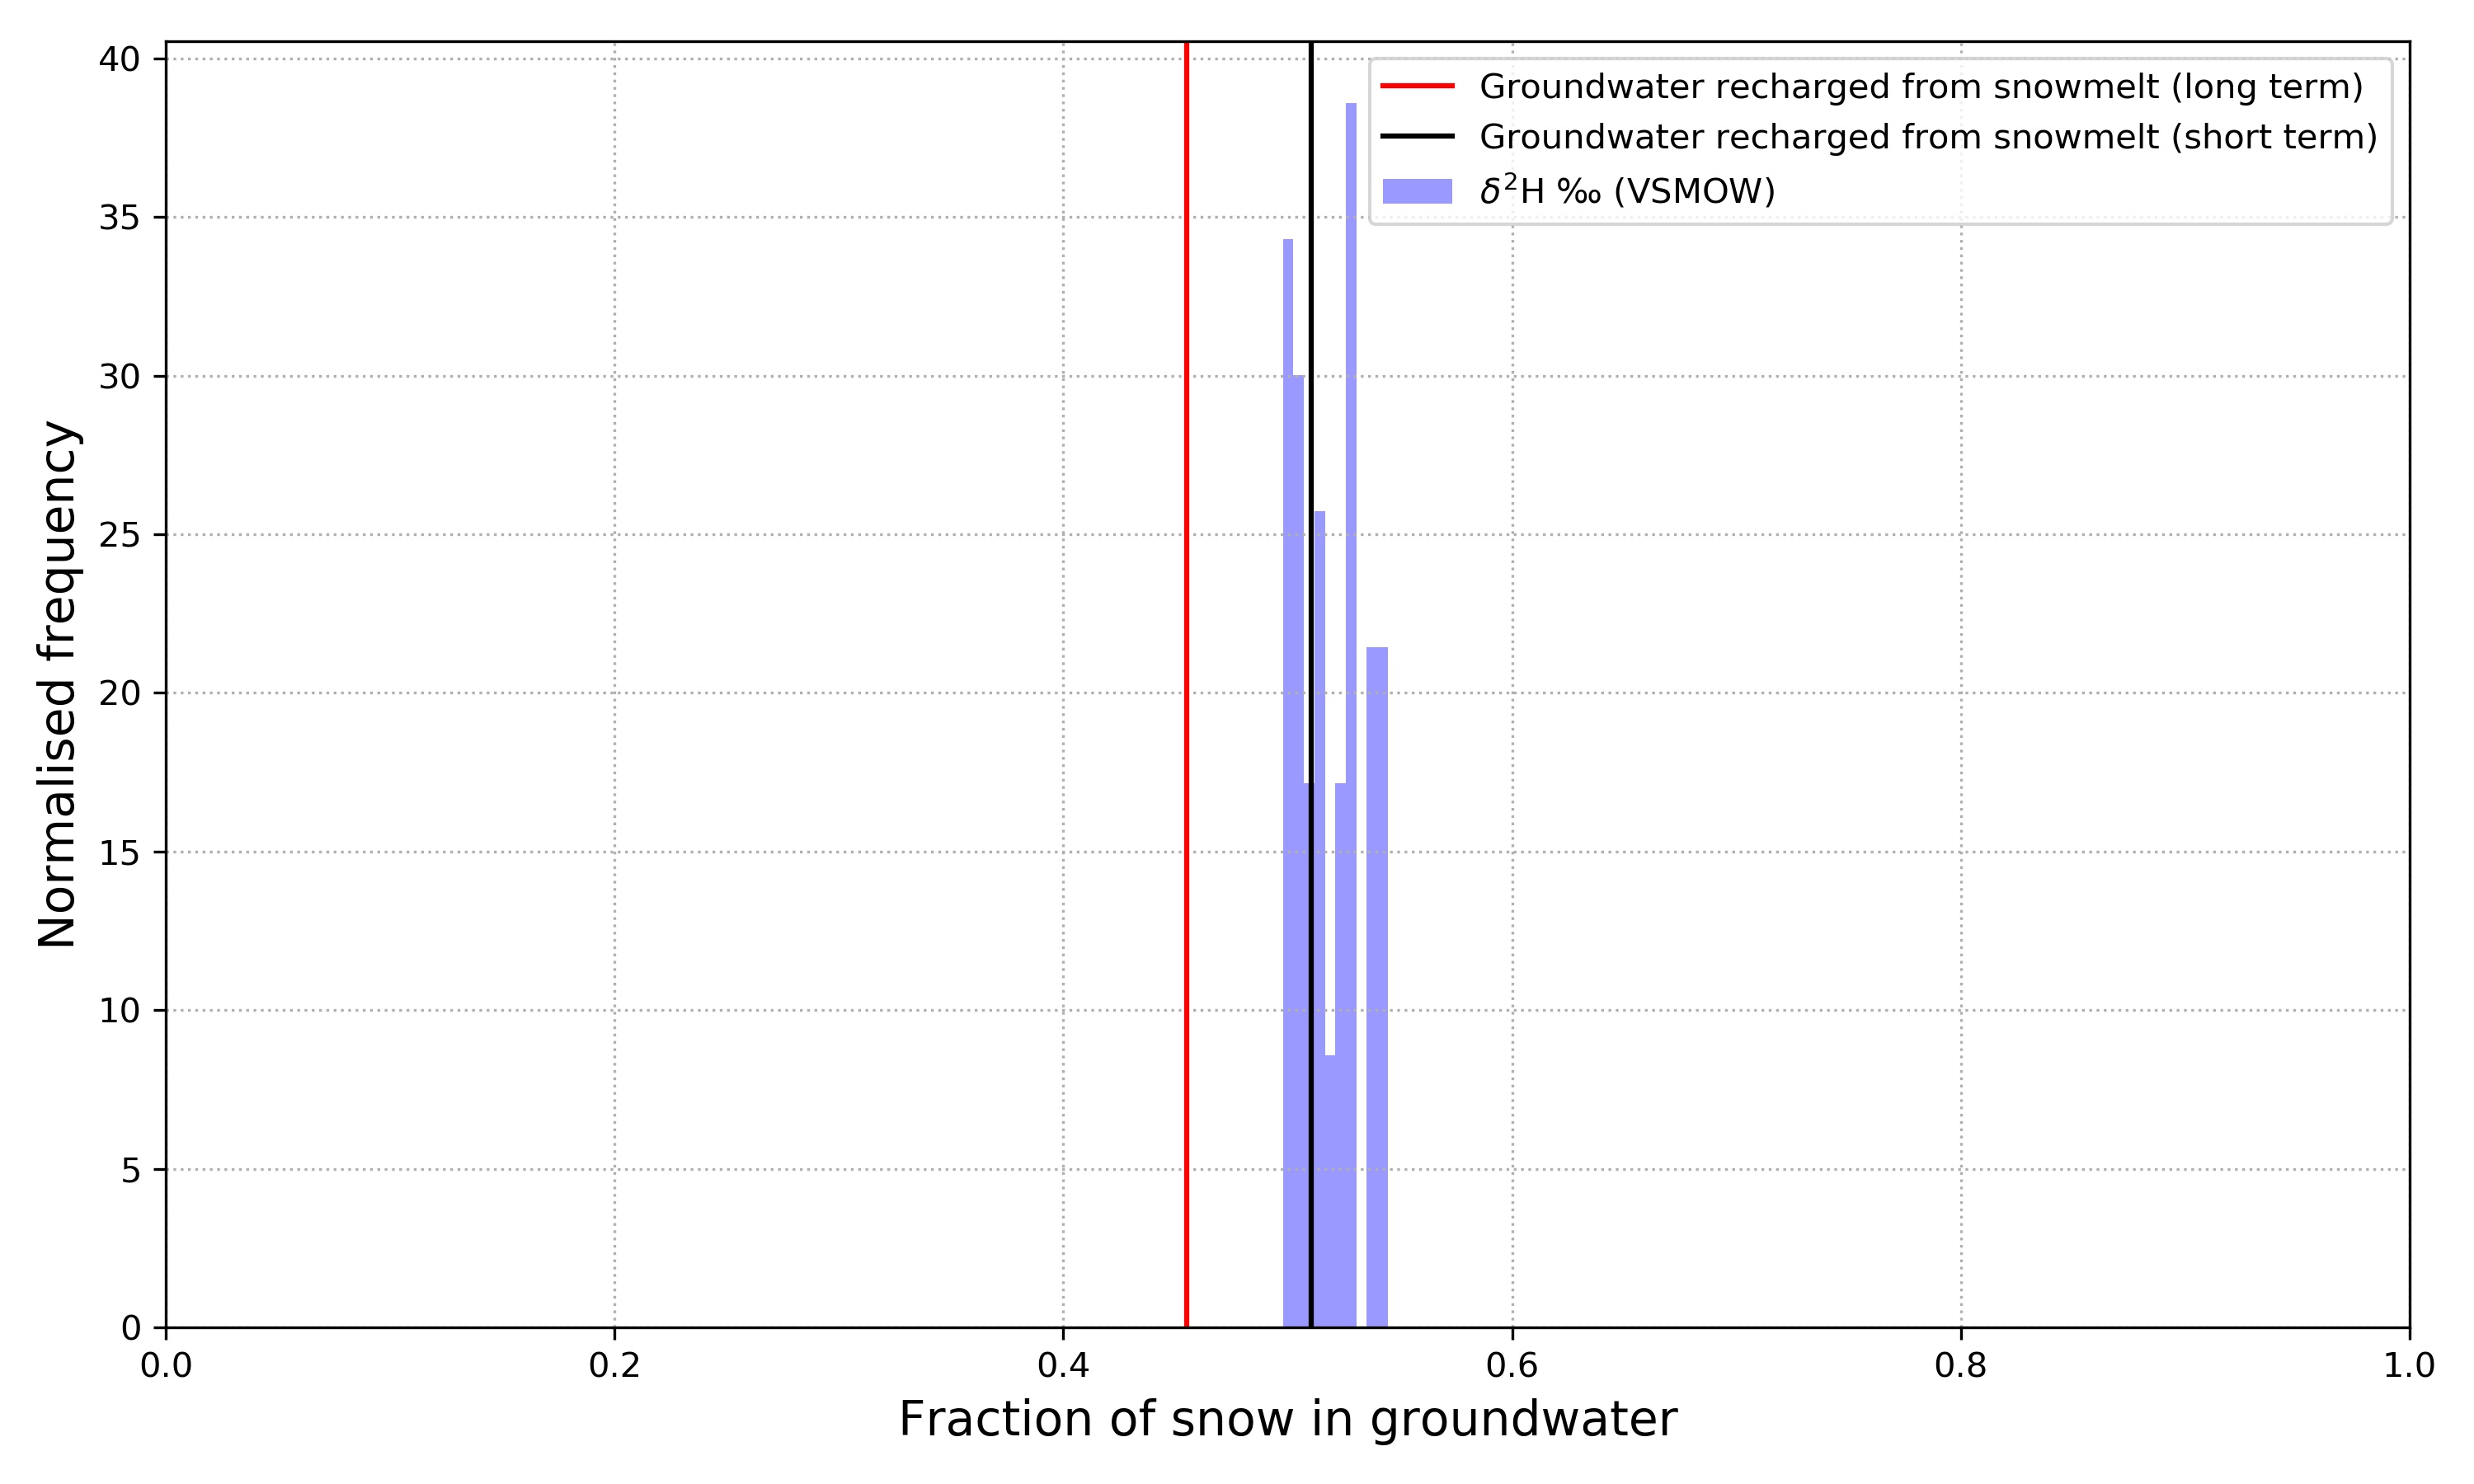 40
35
30
25
20
15
10
5
0
Normalised frequency
Groundwater recharged from snowmelt (long term)
Groundwater recharged from snowmelt (short term)
δ²H ‰ (VSMOW)
0.0 0.2 0.4 0.6 0.8 1.0
Fraction of snow in groundwater